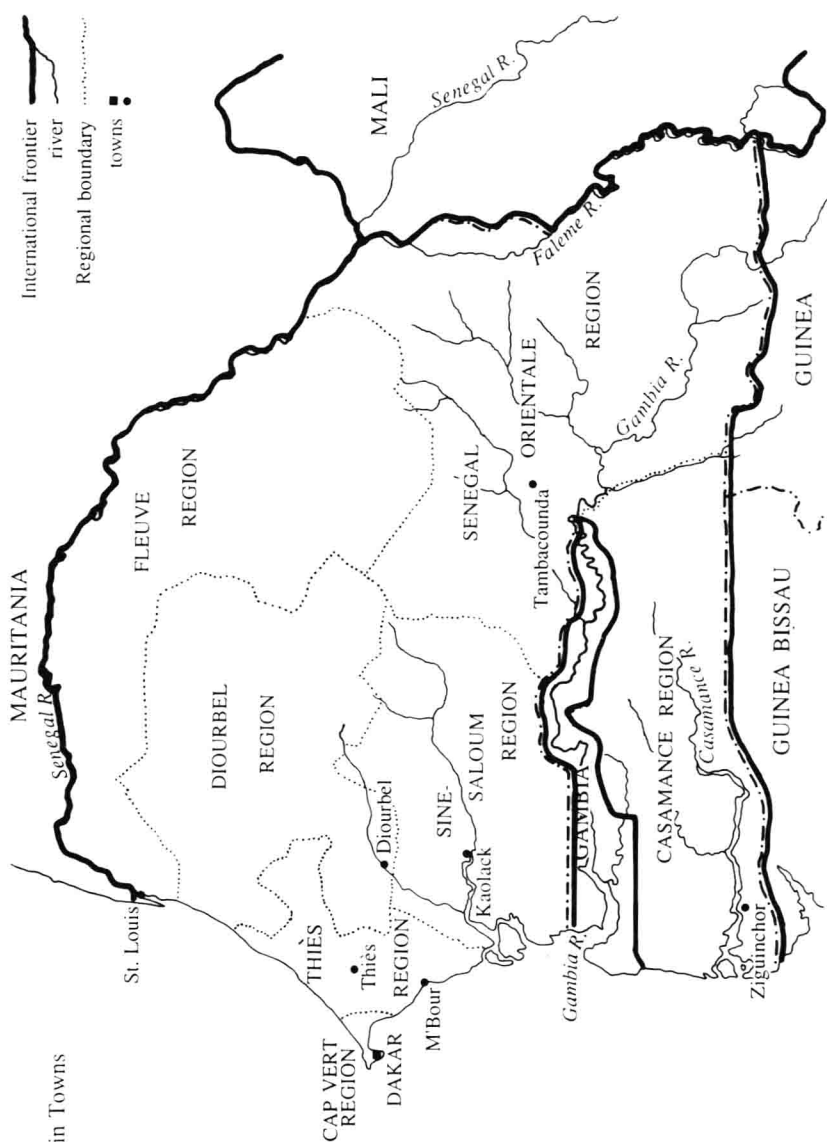 in Towns
International frontier
river
Regional boundary
towns
MAURITANIA
Senegal R.
St. Louis
FLEUVE
REGION
MALI
Senegal R.
DIOURBEL
REGION
THIÈS
Thiès
REGION
CAP VERT
REGION
DAKAR
M'Bour
Diourbel
SINE-
SALOUM
REGION
Kaolack
SENEGAL
ORIENTALE
REGION
Tambacounda
Faleme R.
Gambia R.
Gambia R.
GAMBIA
CASAMANCE REGION
Casamance R.
Ziguinchor
GUINEA BISSAU
GUINEA